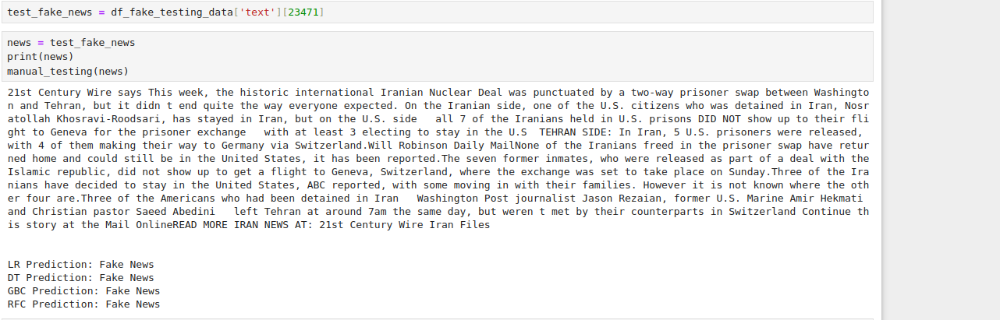 test_fake_news = df_fake_testing_data['text'][23471]
news = test_fake_news
print(news)
manual_testing(news)
21st Century Wire says This week, the historic international Iranian Nuclear Deal was punctuated by a two-way prisoner swap between Washingto
n and Tehran, but it didn t end quite the way everyone expected. On the Iranian side, one of the U.S. citizens who was detained in Iran, Nosr
atollah Khosravi-Roodsari, has stayed in Iran, but on the U.S. side   all 7 of the Iranians held in U.S. prisons DID NOT show up to their fli
ght to Geneva for the prisoner exchange   with at least 3 electing to stay in the U.S  TEHRAN SIDE: In Iran, 5 U.S. prisoners were released,
with 4 of them making their way to Germany via Switzerland.Will Robinson Daily MailNone of the Iranians freed in the prisoner swap have retur
ned home and could still be in the United States, it has been reported.The seven former inmates, who were released as part of a deal with the
Islamic republic, did not show up to get a flight to Geneva, Switzerland, where the exchange was set to take place on Sunday.Three of the Ira
nians have decided to stay in the United States, ABC reported, with some moving in with their families. However it is not known where the oth
er four are.Three of the Americans who had been detained in Iran   Washington Post journalist Jason Rezaian, former U.S. Marine Amir Hekmati
and Christian pastor Saeed Abedini   left Tehran at around 7am the same day, but weren t met by their counterparts in Switzerland Continue th
is story at the Mail OnlineREAD MORE IRAN NEWS AT: 21st Century Wire Iran Files
LR Prediction: Fake News
DT Prediction: Fake News
GBC Prediction: Fake News
RFC Prediction: Fake News